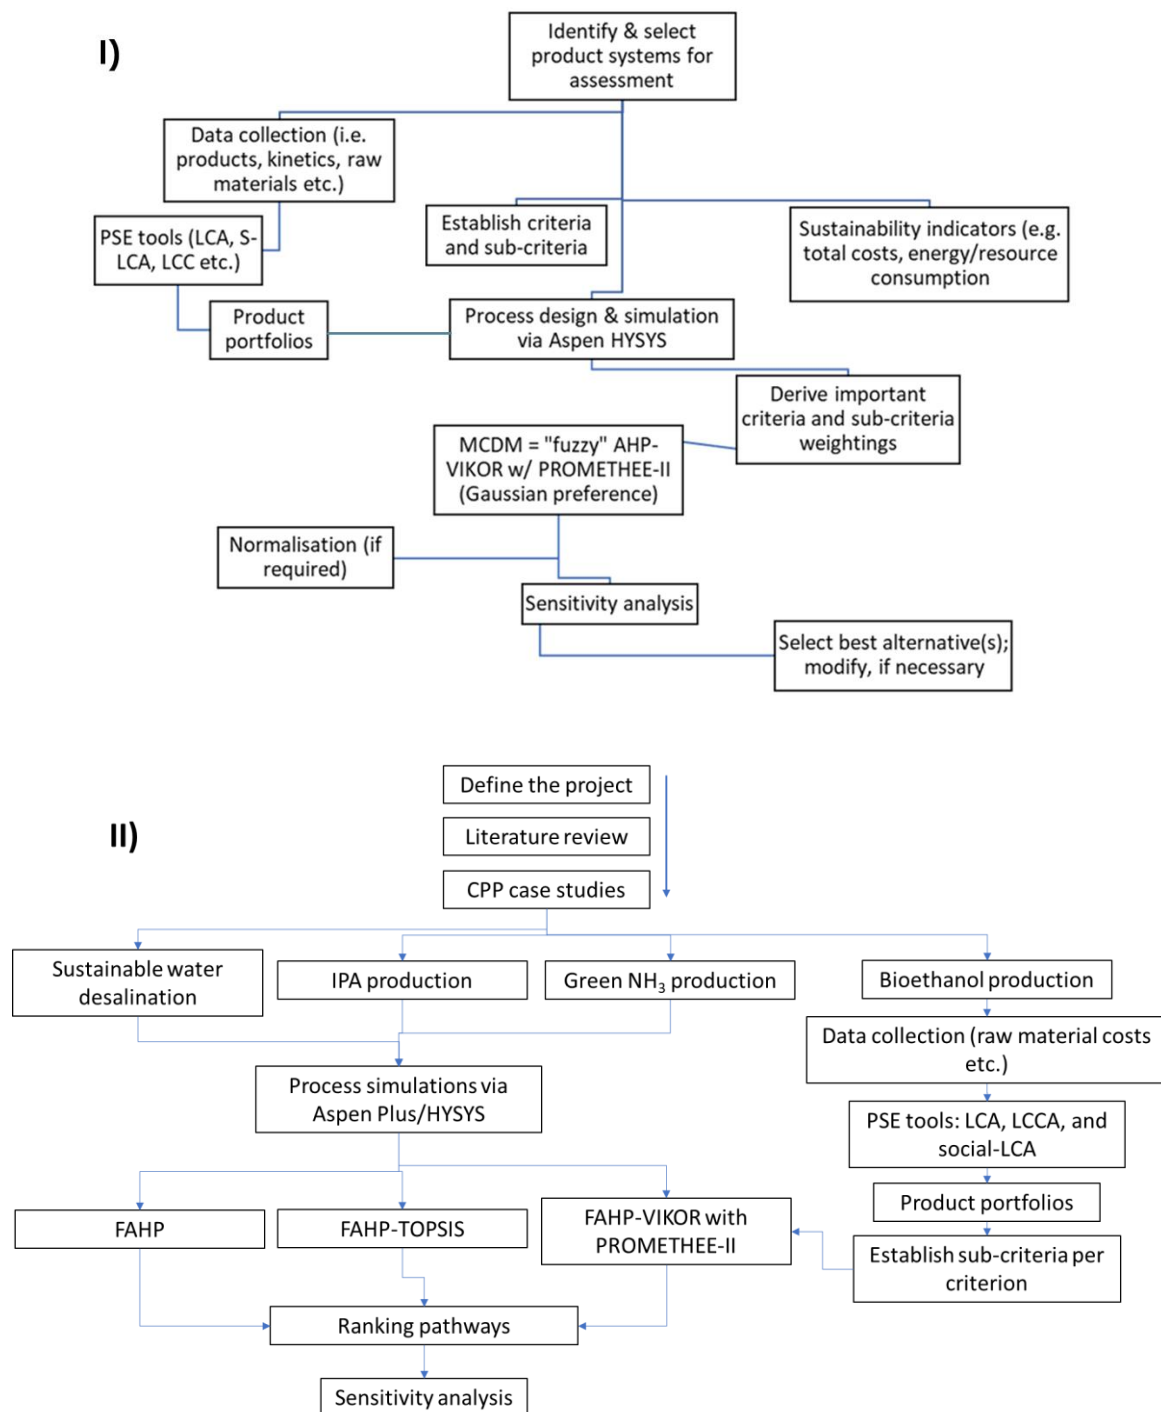 I)
Identify & select
product systems for
assessment
Data collection (i.e.
products, kinetics, raw
materials etc.)
PSE tools (LCA, S-
LCA, LCC etc.)
Establish criteria
and sub-criteria
Sustainability indicators (e.g.
total costs, energy/resource
consumption
Product
portfolios
Process design & simulation
via Aspen HYSYS
Derive important
criteria and sub-criteria
weightings
MCDM = "fuzzy" AHP-
VIKOR w/ PROMETHEE-II
(Gaussian preference)
Normalisation (if
required)
Sensitivity analysis
Select best alternative(s);
modify, if necessary
II)
Define the project
Literature review
CPP case studies
Sustainable water
desalination
IPA production
Green NH₃ production
Bioethanol production
Data collection (raw material costs
etc.)
Process simulations via
Aspen Plus/HYSYS
PSE tools: LCA, LCCA, and
social-LCA
Product portfolios
FAHP
FAHP-TOPSIS
FAHP-VIKOR with
PROMETHEE-II
Establish sub-criteria per
criterion
Ranking pathways
Sensitivity analysis